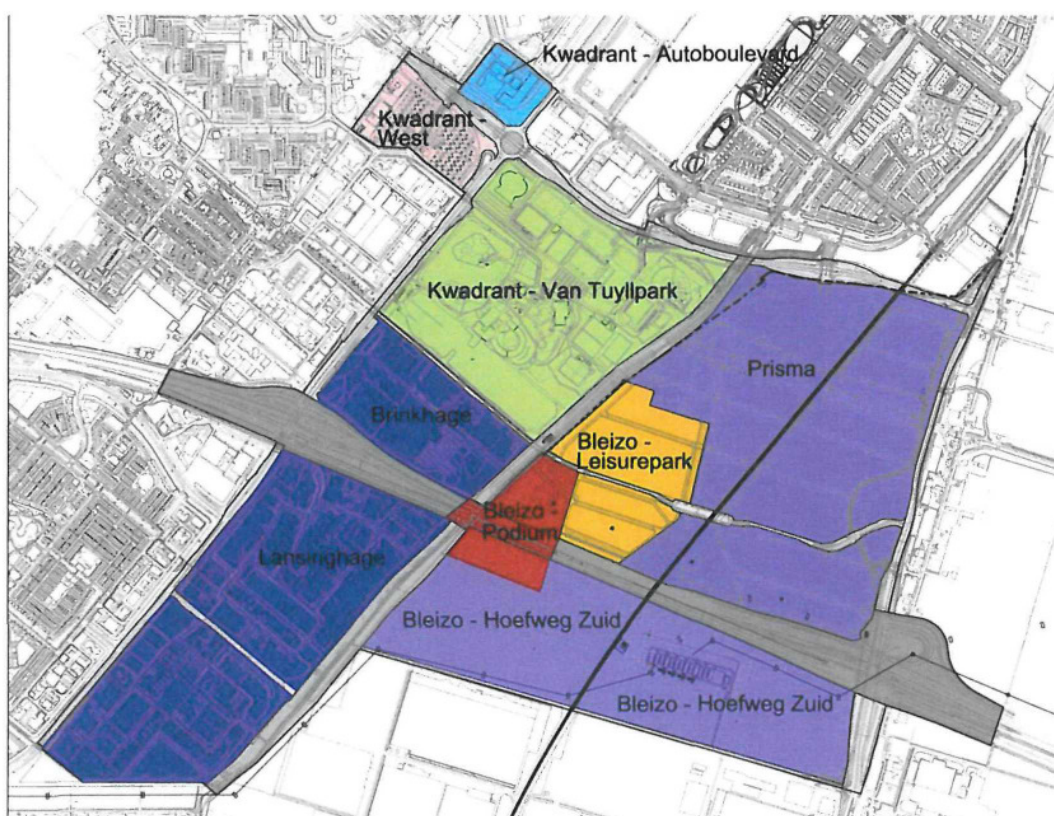 Kwadrant - Autoboulevard
Kwadrant -
West
Kwadrant - Van Tuyllpark
Prisma
Brinkhage
Bleizo -
Leisurepark
Bleizo -
Podium
Lansinghage
Bleizo - Hoefweg Zuid
Bleizo - Hoefweg Zuid